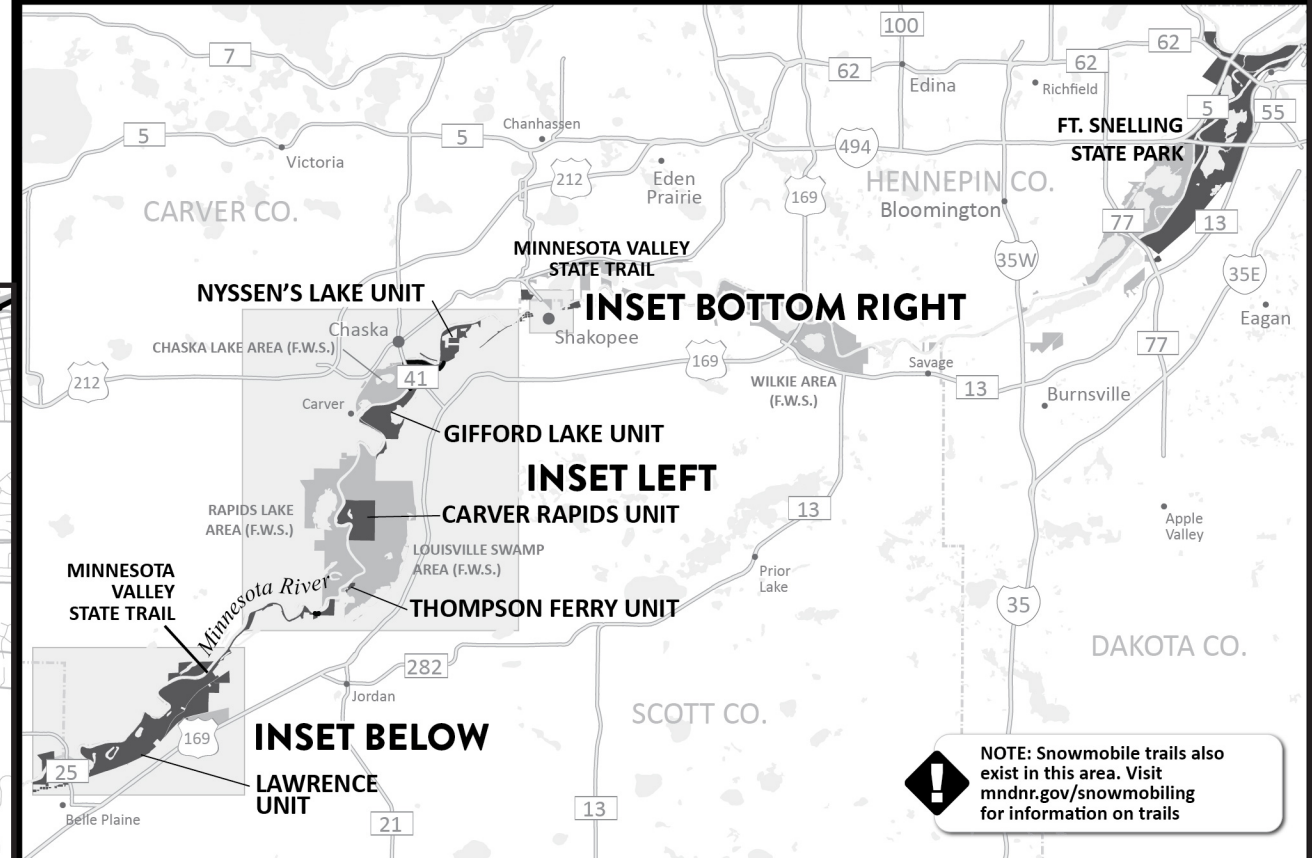 100
7
62
62
62
Edina
Richfield
5
55
5
5
Chanhassen
FT. SNELLING
STATE PARK
494
Victoria
212
Eden
Prairie
HENNEPIN CO.
169
Bloomington
CARVER CO.
77
13
MINNESOTA VALLEY
STATE TRAIL
35W
35E
NYSSEN'S LAKE UNIT
INSET BOTTOM RIGHT
Eagan
Chaska
Shakopee
CHASKA LAKE AREA (F.W.S.)
77
169
Savage
41
212
WILKIE AREA
(F.W.S.)
13
Burnsville
Carver
GIFFORD LAKE UNIT
INSET LEFT
RAPIDS LAKE
AREA (F.W.S.)
CARVER RAPIDS UNIT
13
Apple
Valley
LOUISVILLE SWAMP
AREA (F.W.S.)
MINNESOTA
VALLEY
STATE TRAIL
Prior
Lake
Minnesota River
THOMPSON FERRY UNIT
35
DAKOTA CO.
282
Jordan
SCOTT CO.
169
INSET BELOW
25
LAWRENCE
UNIT
NOTE: Snowmobile trails also
exist in this area. Visit
mndnr.gov/snowmobiling
for information on trails
Belle Plaine
21
13